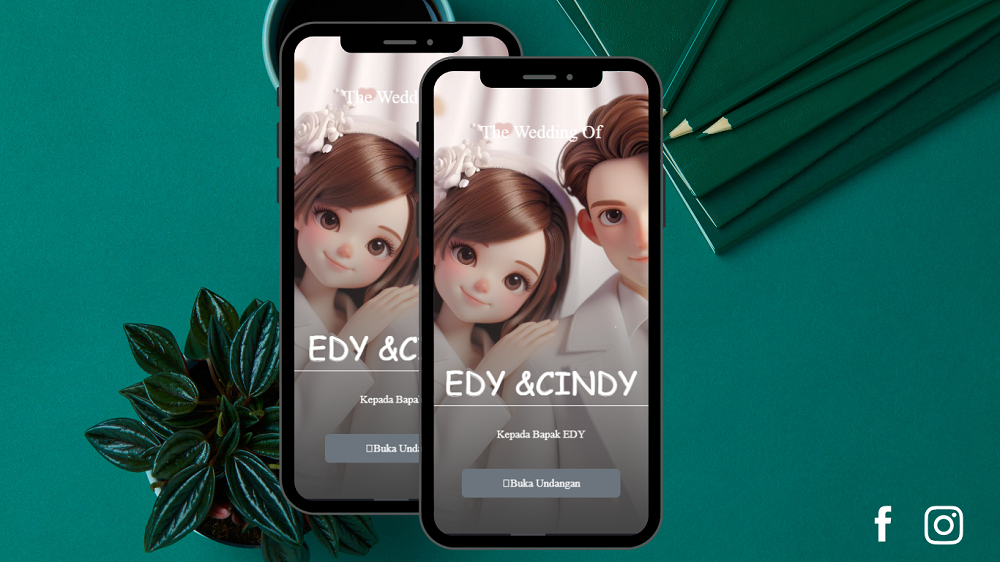 The Wedd
EDY &C
Kepada Bapa
Buka Unda
The Wedding Of
EDY &CINDY
Kepada Bapak EDY
Buka Undangan